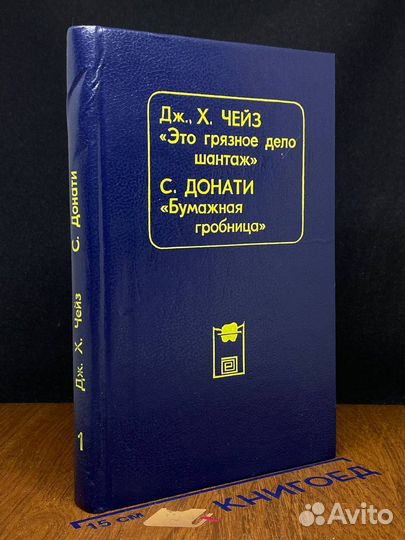 Дж. Х. ЧЕЙЗ
«Это грязное дело
шантаж»
С. ДОНАТИ
«Бумажная
гробница»
1 Дж. Х. Чейз С. Донати
15 см
КНИГОЕД
Avito